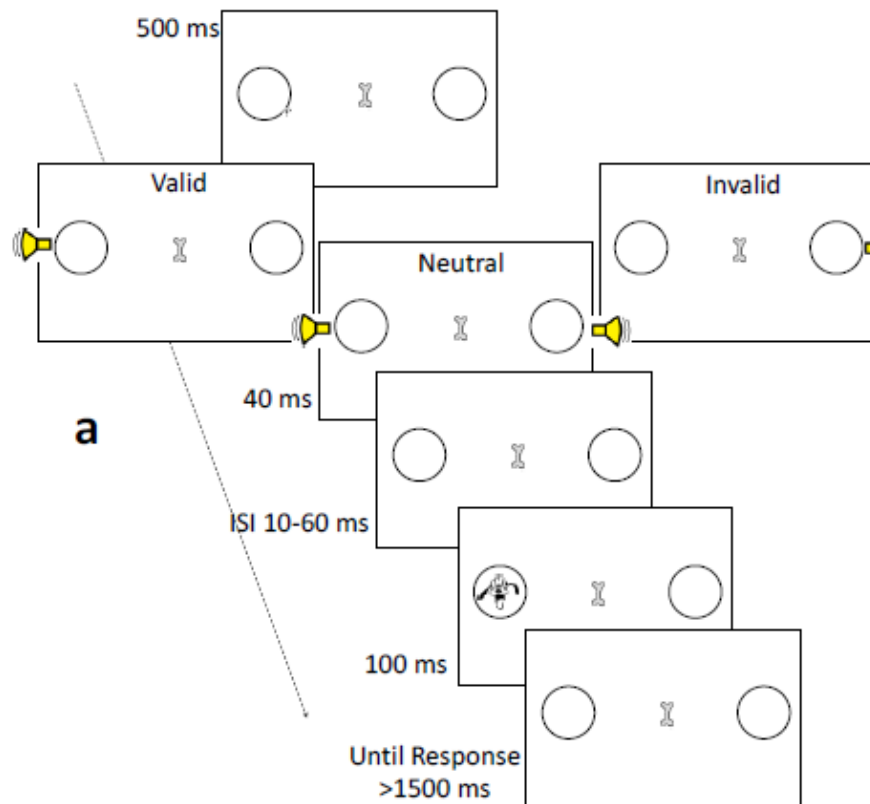 500 ms
Valid
Invalid
Neutral
40 ms
a
ISI 10-60 ms
100 ms
Until Response
>1500 ms